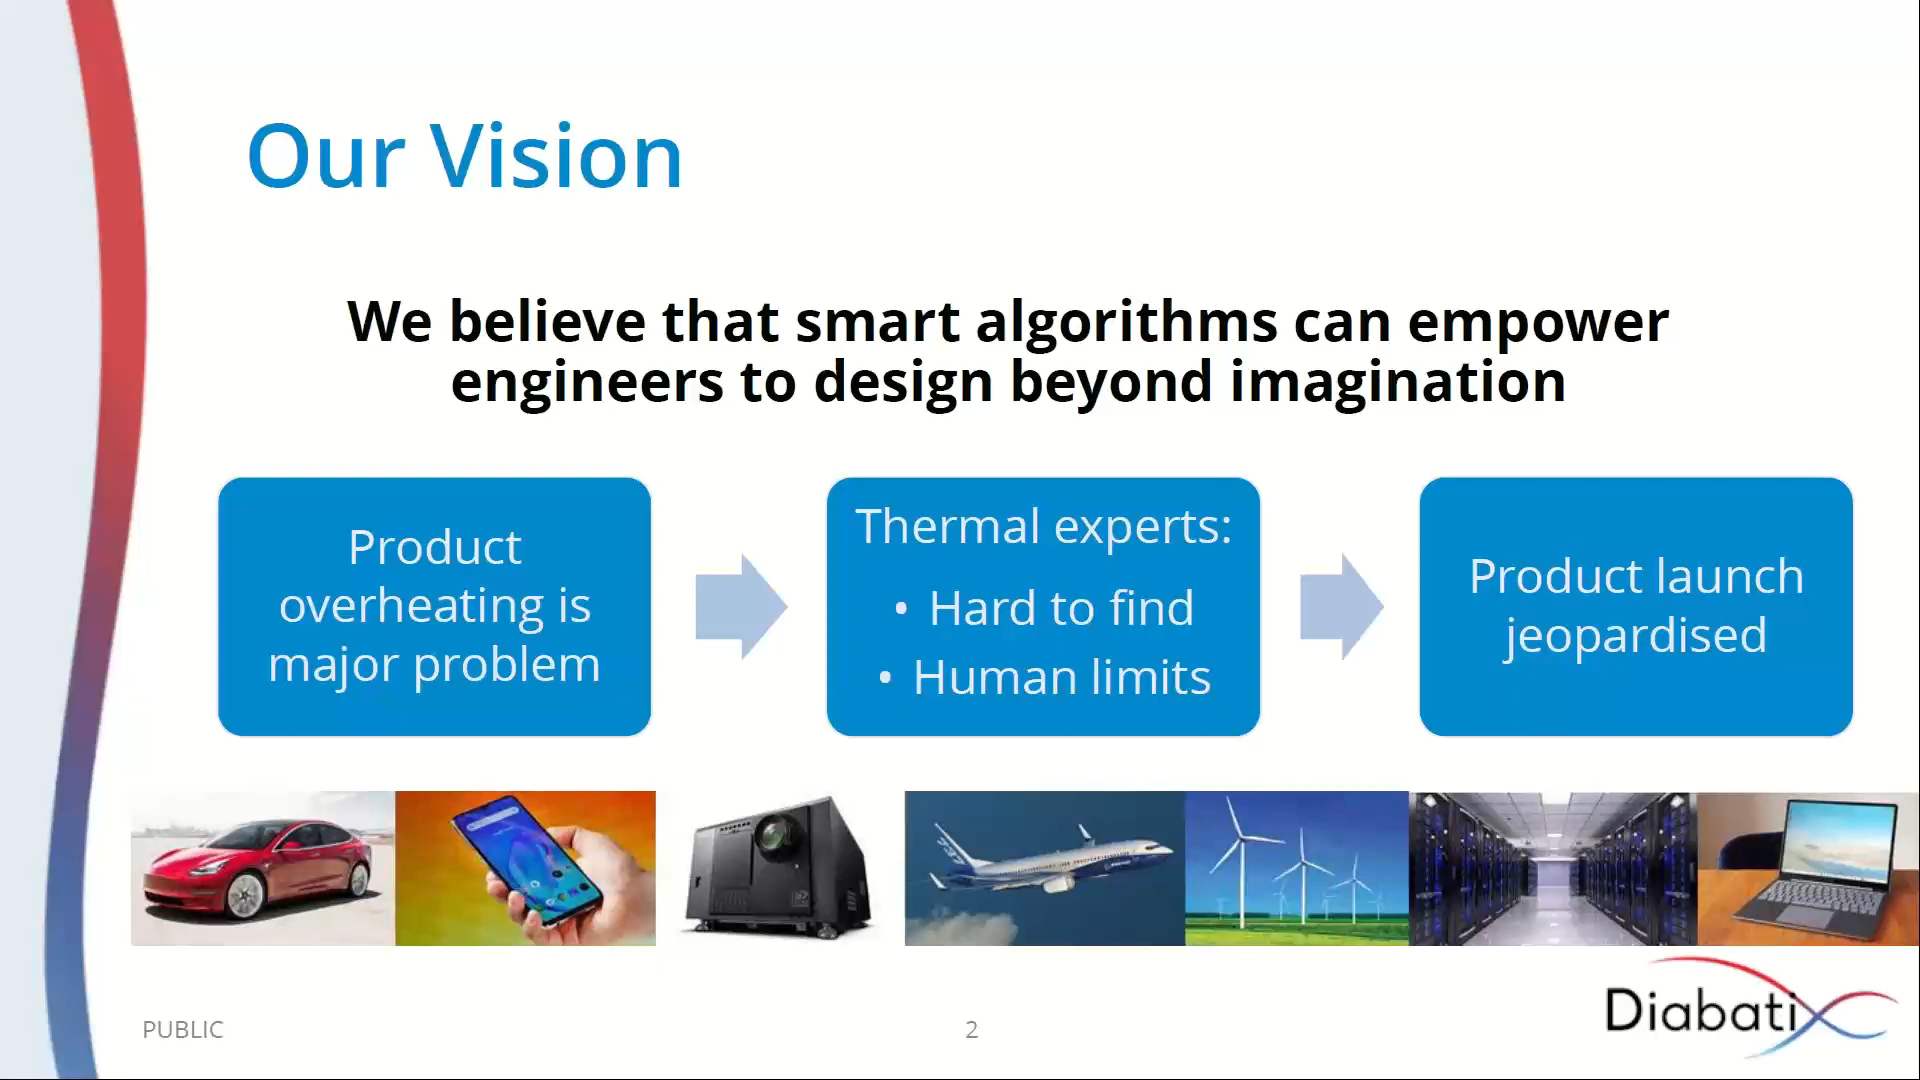 Our Vision
We believe that smart algorithms can empower
engineers to design beyond imagination
Product
overheating is
major problem
Thermal experts:
• Hard to find
• Human limits
Product launch
jeopardised
737
PUBLIC
2
Diabatix